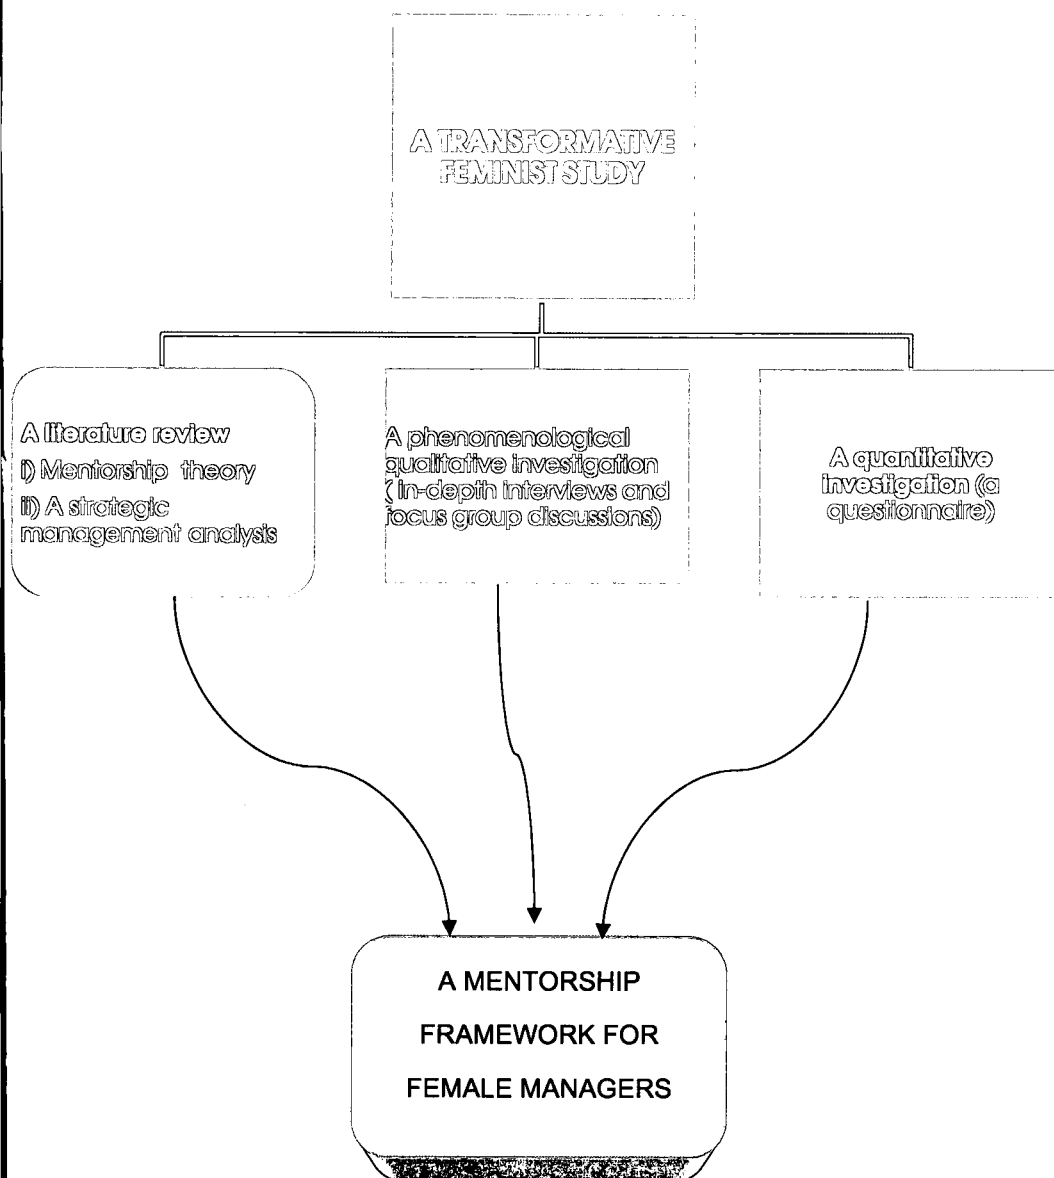 A TRANSFORMATIVE
FEMINIST STUDY
A literature review
i) Mentorship theory
ii) A strategic
management analysis
A phenomenological
qualitative investigation
( in-depth interviews and
focus group discussions)
A quantitative
investigation (a
questionnaire)
A MENTORSHIP
FRAMEWORK FOR
FEMALE MANAGERS